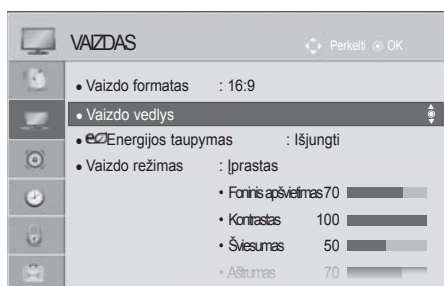 VAIZDAS
Perkelti OK
• Vaizdo formatas : 16:9
• Vaizdo vedlys
• eco Energijos taupymas : Išjungti
• Vaizdo režimas : Įprastas
• Foninis apšvietimas 70
• Kontrastas 100
• Šviesumas 50
• Aštrumas 70